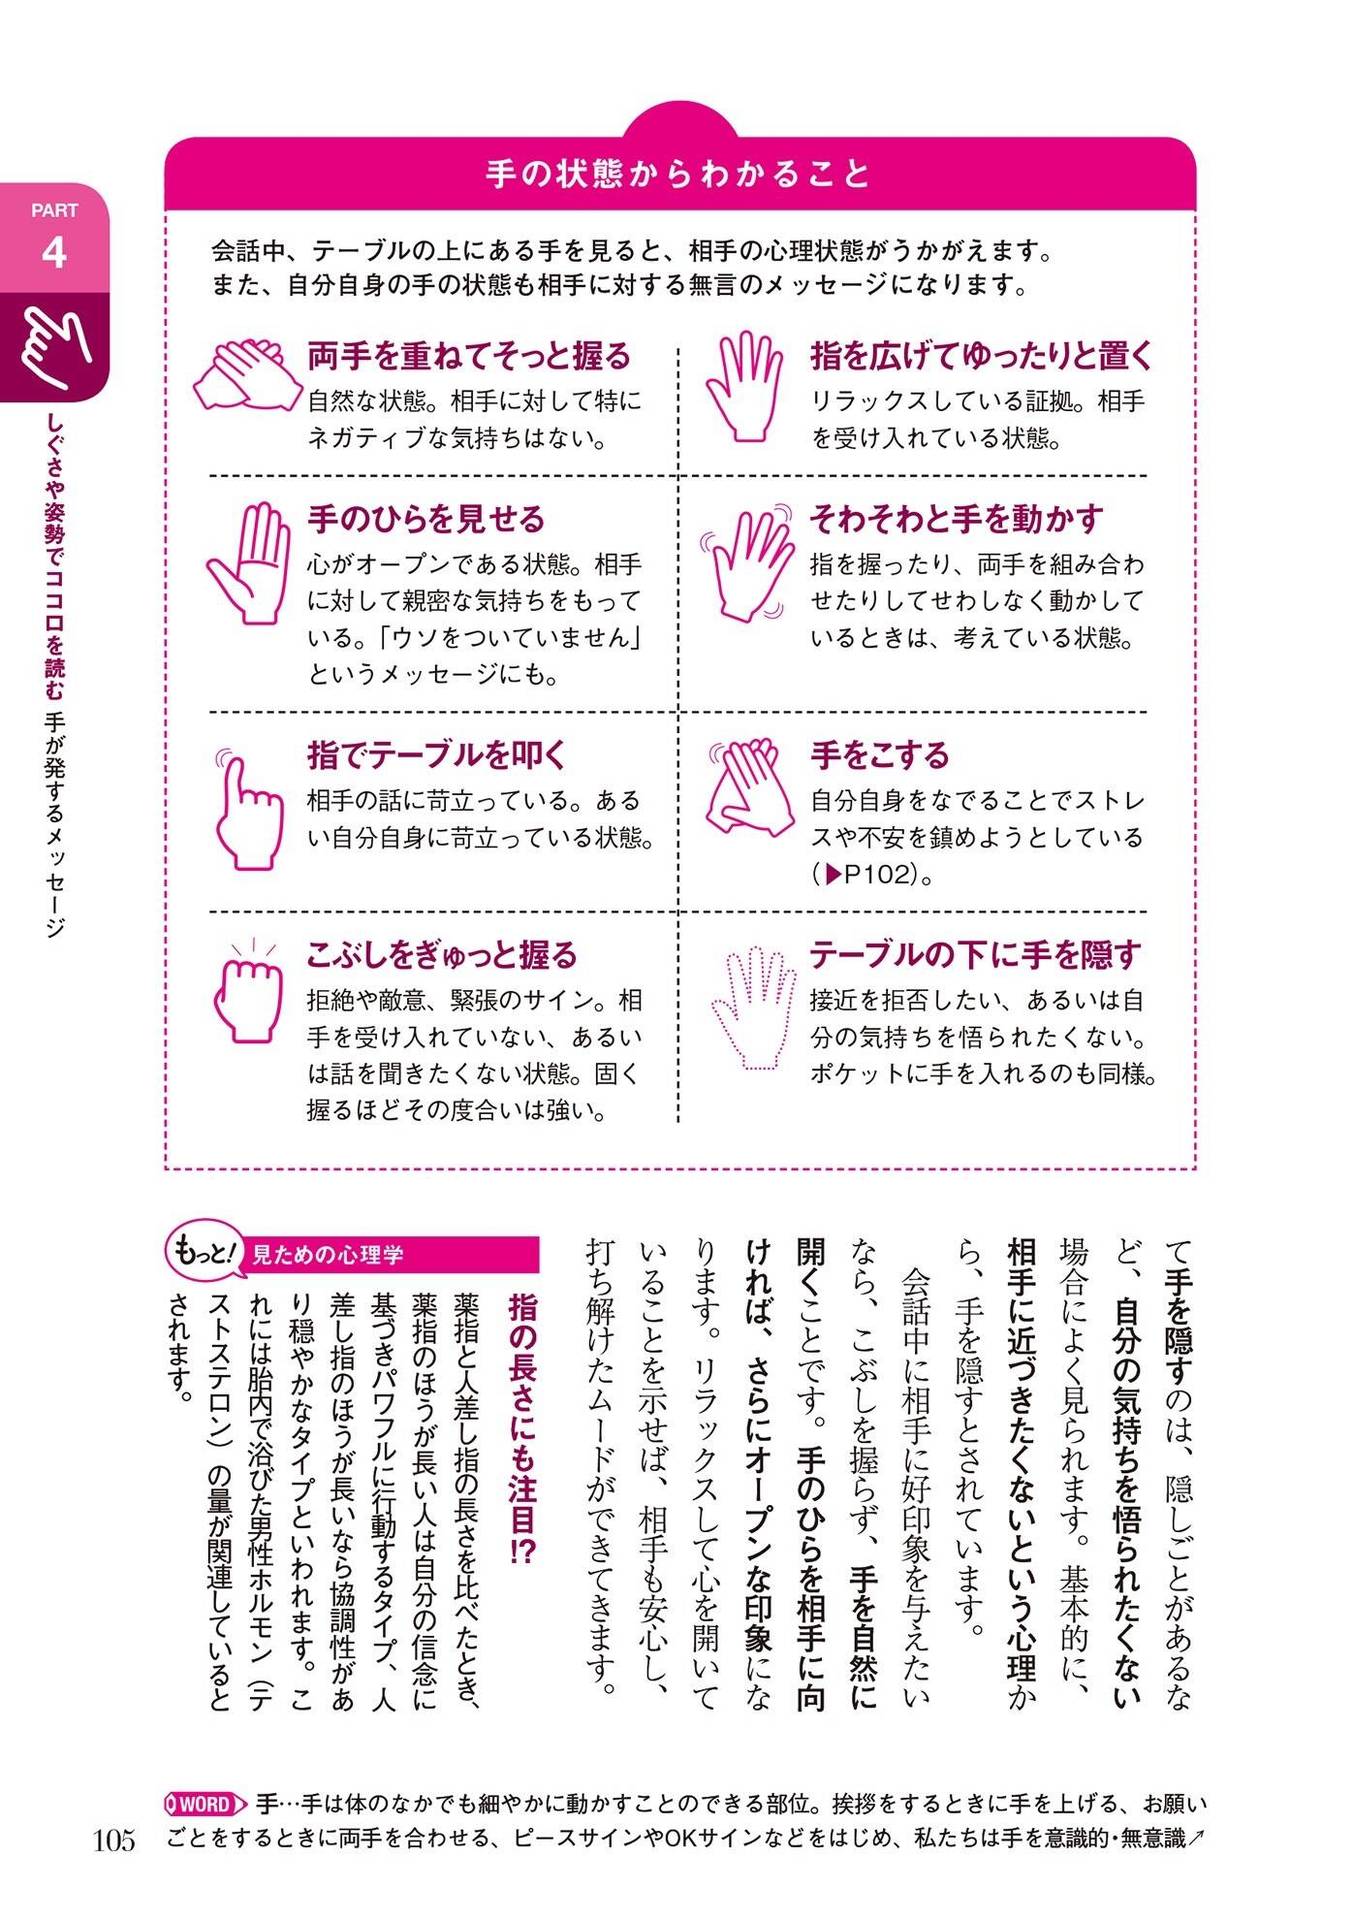 手の状態からわかること
会話中、テーブルの上にある手を見ると、相手の心理状態がうかがえます。
また、自分自身の手の状態も相手に対する無言のメッセージになります。
両手を重ねてそっと握る
自然な状態。相手に対して特に
ネガティブな気持ちはない。
指を広げてゆったりと置く
リラックスしている証拠。相手
を受け入れている状態。
手のひらを見せる
心がオープンである状態。相手
に対して親密な気持ちをもって
いる。「ウソをついていません」
というメッセージにも。
そわそわと手を動かす
指を握ったり、両手を組み合わ
せたりしてせわしなく動かして
いるときは、考えている状態。
指でテーブルを叩く
相手の話に苛立っている。ある
い自分自身に苛立っている状態。
手をこする
自分自身をなでることでストレ
スや不安を鎮めようとしている
(▶P102)。
こぶしをぎゅっと握る
拒絶や敵意、緊張のサイン。相
手を受け入れていない、あるい
は話を聞きたくない状態。固く
握るほどその度合いは強い。
テーブルの下に手を隠す
接近を拒否したい、あるいは自
分の気持ちを悟られたくない。
ポケットに手を入れるのも同様。
PART
4
しぐさや姿勢でココロを読む 手が発するメッセージ
て手を隠すのは、隠しごとがあるな
ど、自分の気持ちを悟られたくない
場合によく見られます。基本的に、
相手に近づきたくないという心理か
ら、手を隠すとされています。
会話中に相手に好印象を与えたい
なら、こぶしを握らず、手を自然に
開くことです。手のひらを相手に向
ければ、さらにオープンな印象にな
ります。リラックスして心を開いて
いることを示せば、相手も安心し、
打ち解けたムードができてきます。
もっと!
見ための心理学
指の長さにも注目!?
薬指と人差し指の長さを比べたとき、
薬指のほうが長い人は自分の信念に
基づきパワフルに行動するタイプ、人
差し指のほうが長いなら協調性があ
り穏やかなタイプといわれます。こ
れには胎内で浴びた男性ホルモン(テ
ストステロン)の量が関連していると
されます。
WORD 手…手は体のなかでも細やかに動かすことのできる部位。挨拶をするときに手を上げる、お願い
ごとをするときに両手を合わせる、ピースサインやOKサインなどをはじめ、私たちは手を意識的・無意識↗
105